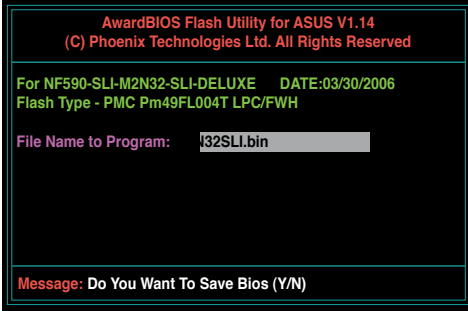 AwardBIOS Flash Utility for ASUS V1.14
(C) Phoenix Technologies Ltd. All Rights Reserved
For NF590-SLI-M2N32-SLI-DELUXE DATE:03/30/2006
Flash Type - PMC Pm49FL004T LPC/FWH
File Name to Program: 32SLI.bin
Message: Do You Want To Save Bios (Y/N)